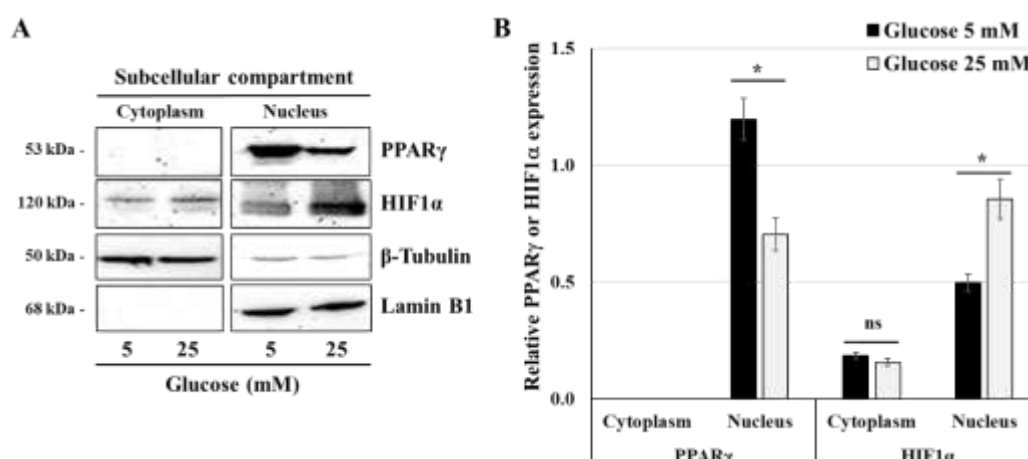 A
Subcellular compartment
Cytoplasm Nucleus
53 kDa - PPARγ
120 kDa - HIF1α
50 kDa - β-Tubulin
68 kDa - Lamin B1
5 25 5 25
Glucose (mM)
B
Glucose 5 mM
Glucose 25 mM
Relative PPARγ or HIF1α expression
1.5
1.0
0.5
0.0
*
ns
*
Cytoplasm Nucleus Cytoplasm Nucleus
PPARγ HIF1α